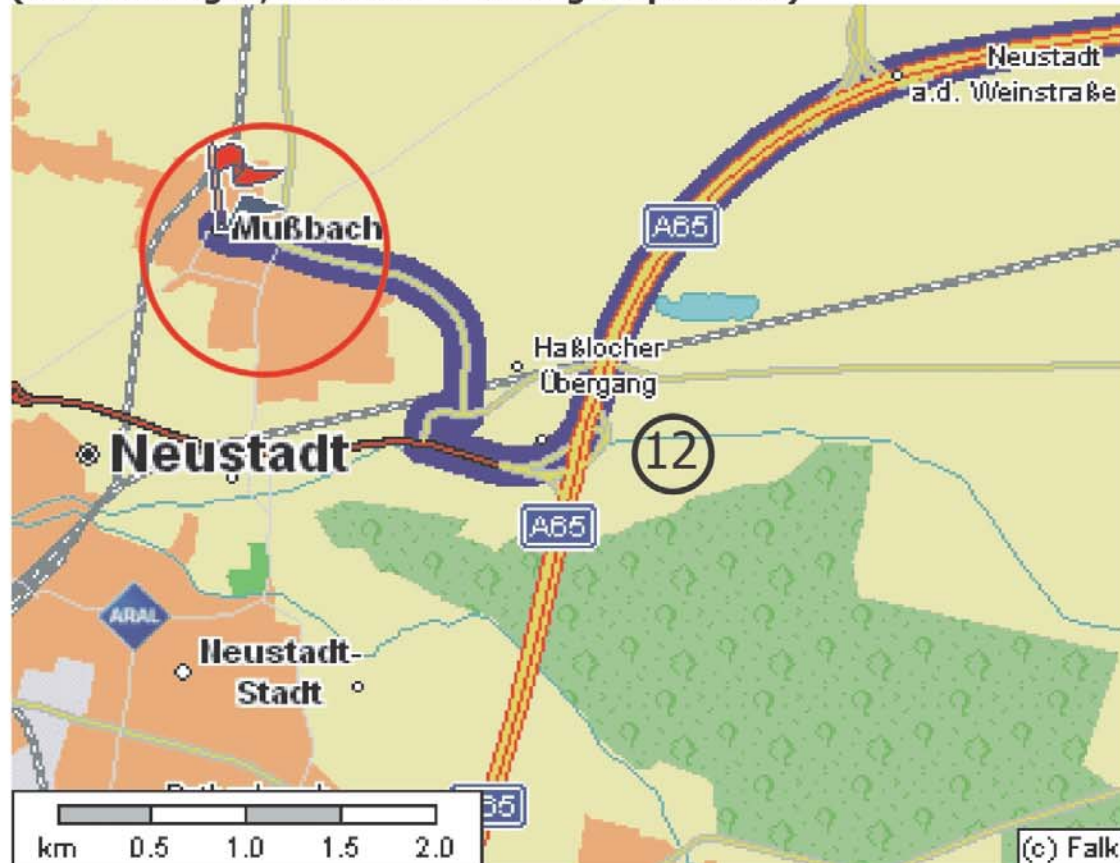 Neustadt
a.d. Weinstraße
A65
Mußbach
Haßlocher
Übergang
Neustadt
12
A65
ARAL
Neustadt-
Stadt
km 0.5 1.0 1.5 2.0
(c) Falk